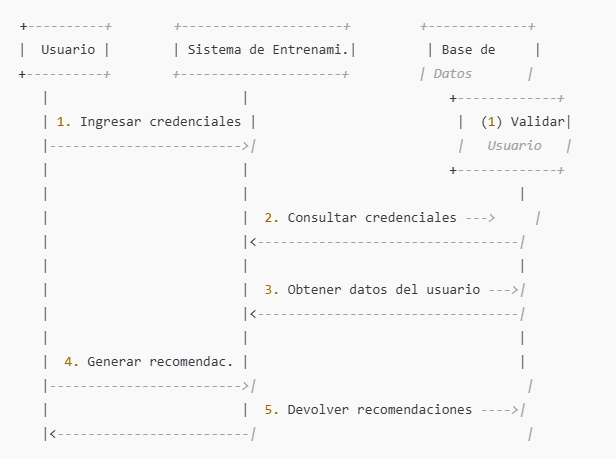 +----------+ +---------------------+ +-------------+
| Usuario | | Sistema de Entrenami.| | Base de |
+----------+ +---------------------+ | Datos |
| | +-------------+
| 1. Ingresar credenciales | | (1) Validar|
|------------------------->| | Usuario |
| | +-------------+
| | |
| | 2. Consultar credenciales ---> |
| |<----------------------------------|
| | |
| | 3. Obtener datos del usuario --->|
| |<----------------------------------|
| | |
| 4. Generar recomendac. | |
|------------------------->| |
| | 5. Devolver recomendaciones ---->|
|<-------------------------| |